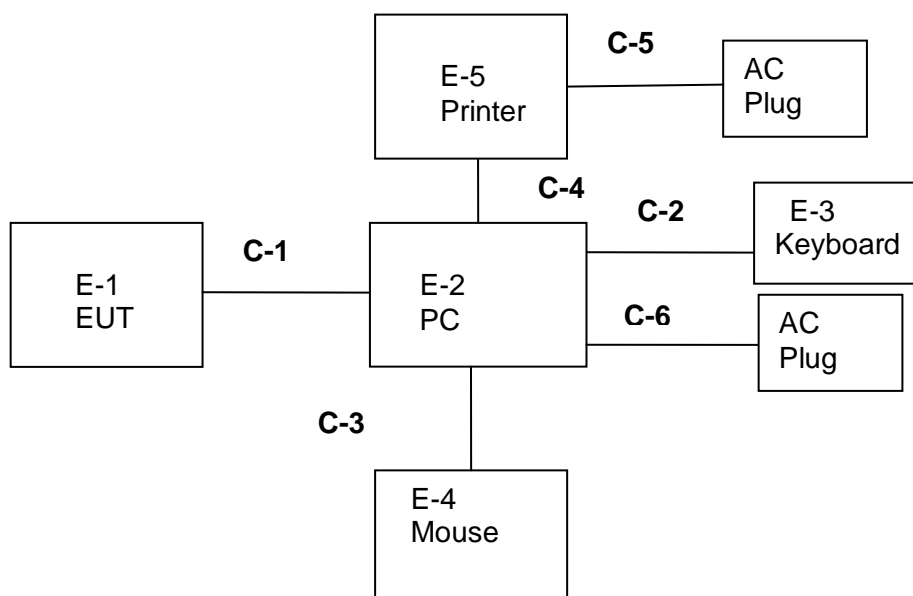 C-5
E-5
Printer
AC
Plug
C-4
C-2
E-3
Keyboard
C-1
E-1
EUT
E-2
PC
C-6
AC
Plug
C-3
E-4
Mouse